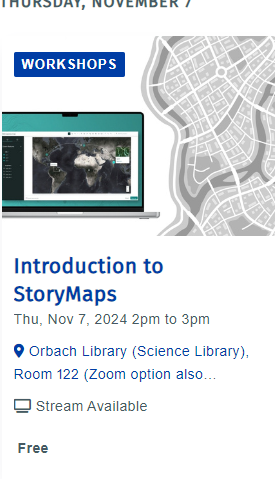 THURSDAY, NOVEMBER 7
WORKSHOPS
Introduction to
StoryMaps
Thu, Nov 7, 2024 2pm to 3pm
Orbach Library (Science Library),
Room 122 (Zoom option also...
Stream Available
Free